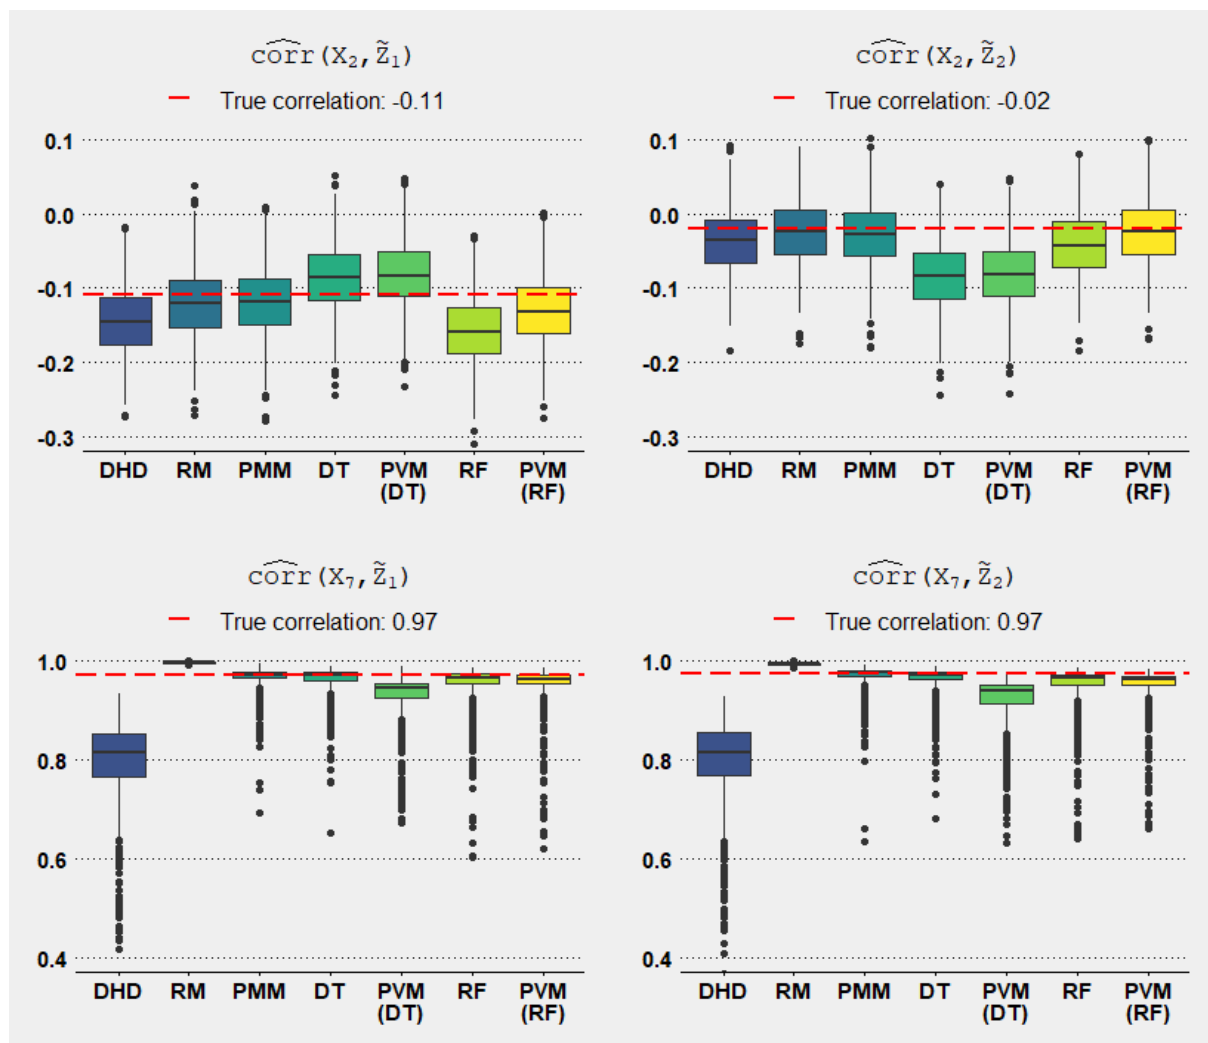 corr(X₂,Z̃₁) corr(X₂,Z̃₂)
True correlation: -0.11 True correlation: -0.02
0.1
0.0
-0.1
-0.2
-0.3
DHD RM PMM DT PVM (DT) RF PVM (RF)
0.1
0.0
-0.1
-0.2
-0.3
DHD RM PMM DT PVM (DT) RF PVM (RF)
corr(X₇,Z̃₁) corr(X₇,Z̃₂)
True correlation: 0.97 True correlation: 0.97
1.0
0.8
0.6
0.4
DHD RM PMM DT PVM (DT) RF PVM (RF)
1.0
0.8
0.6
0.4
DHD RM PMM DT PVM (DT) RF PVM (RF)